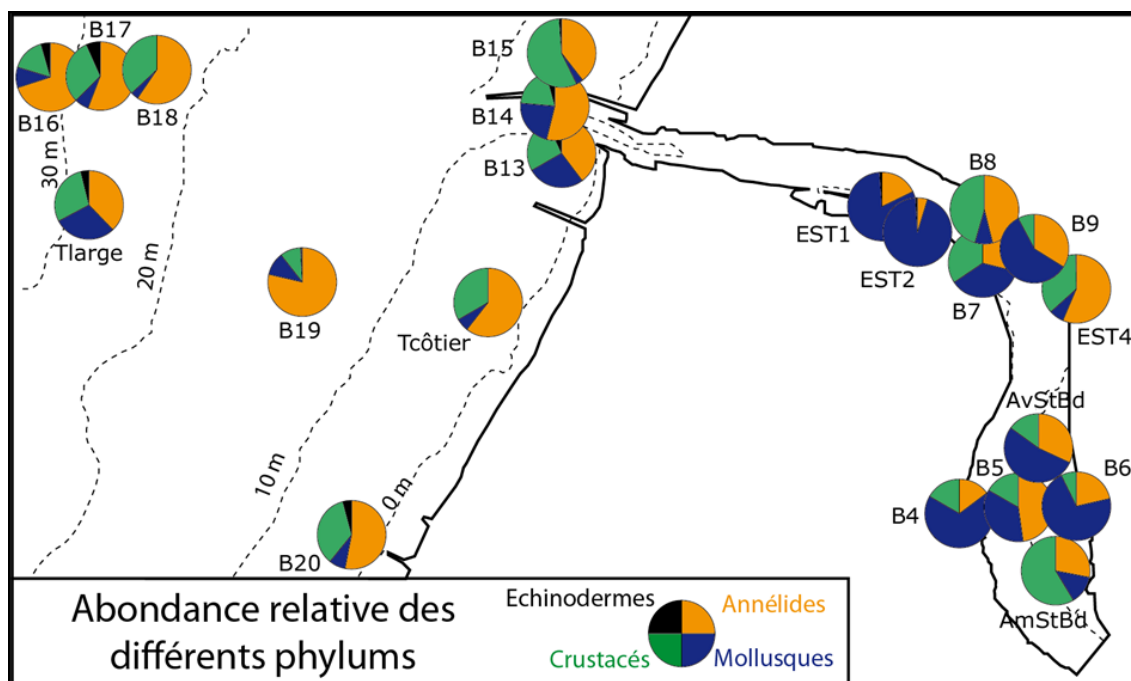 B17
B15
B16
B18
B14
30 m
B13
B8
Tlarge
EST1
B9
20 m
EST2
B7
B19
Tcôtier
EST4
AvStBd
10 m
0 m
B5
B6
B4
B20
AmStBd
Abondance relative des
différents phylums
Echinodermes
Annélides
Crustacés
Mollusques